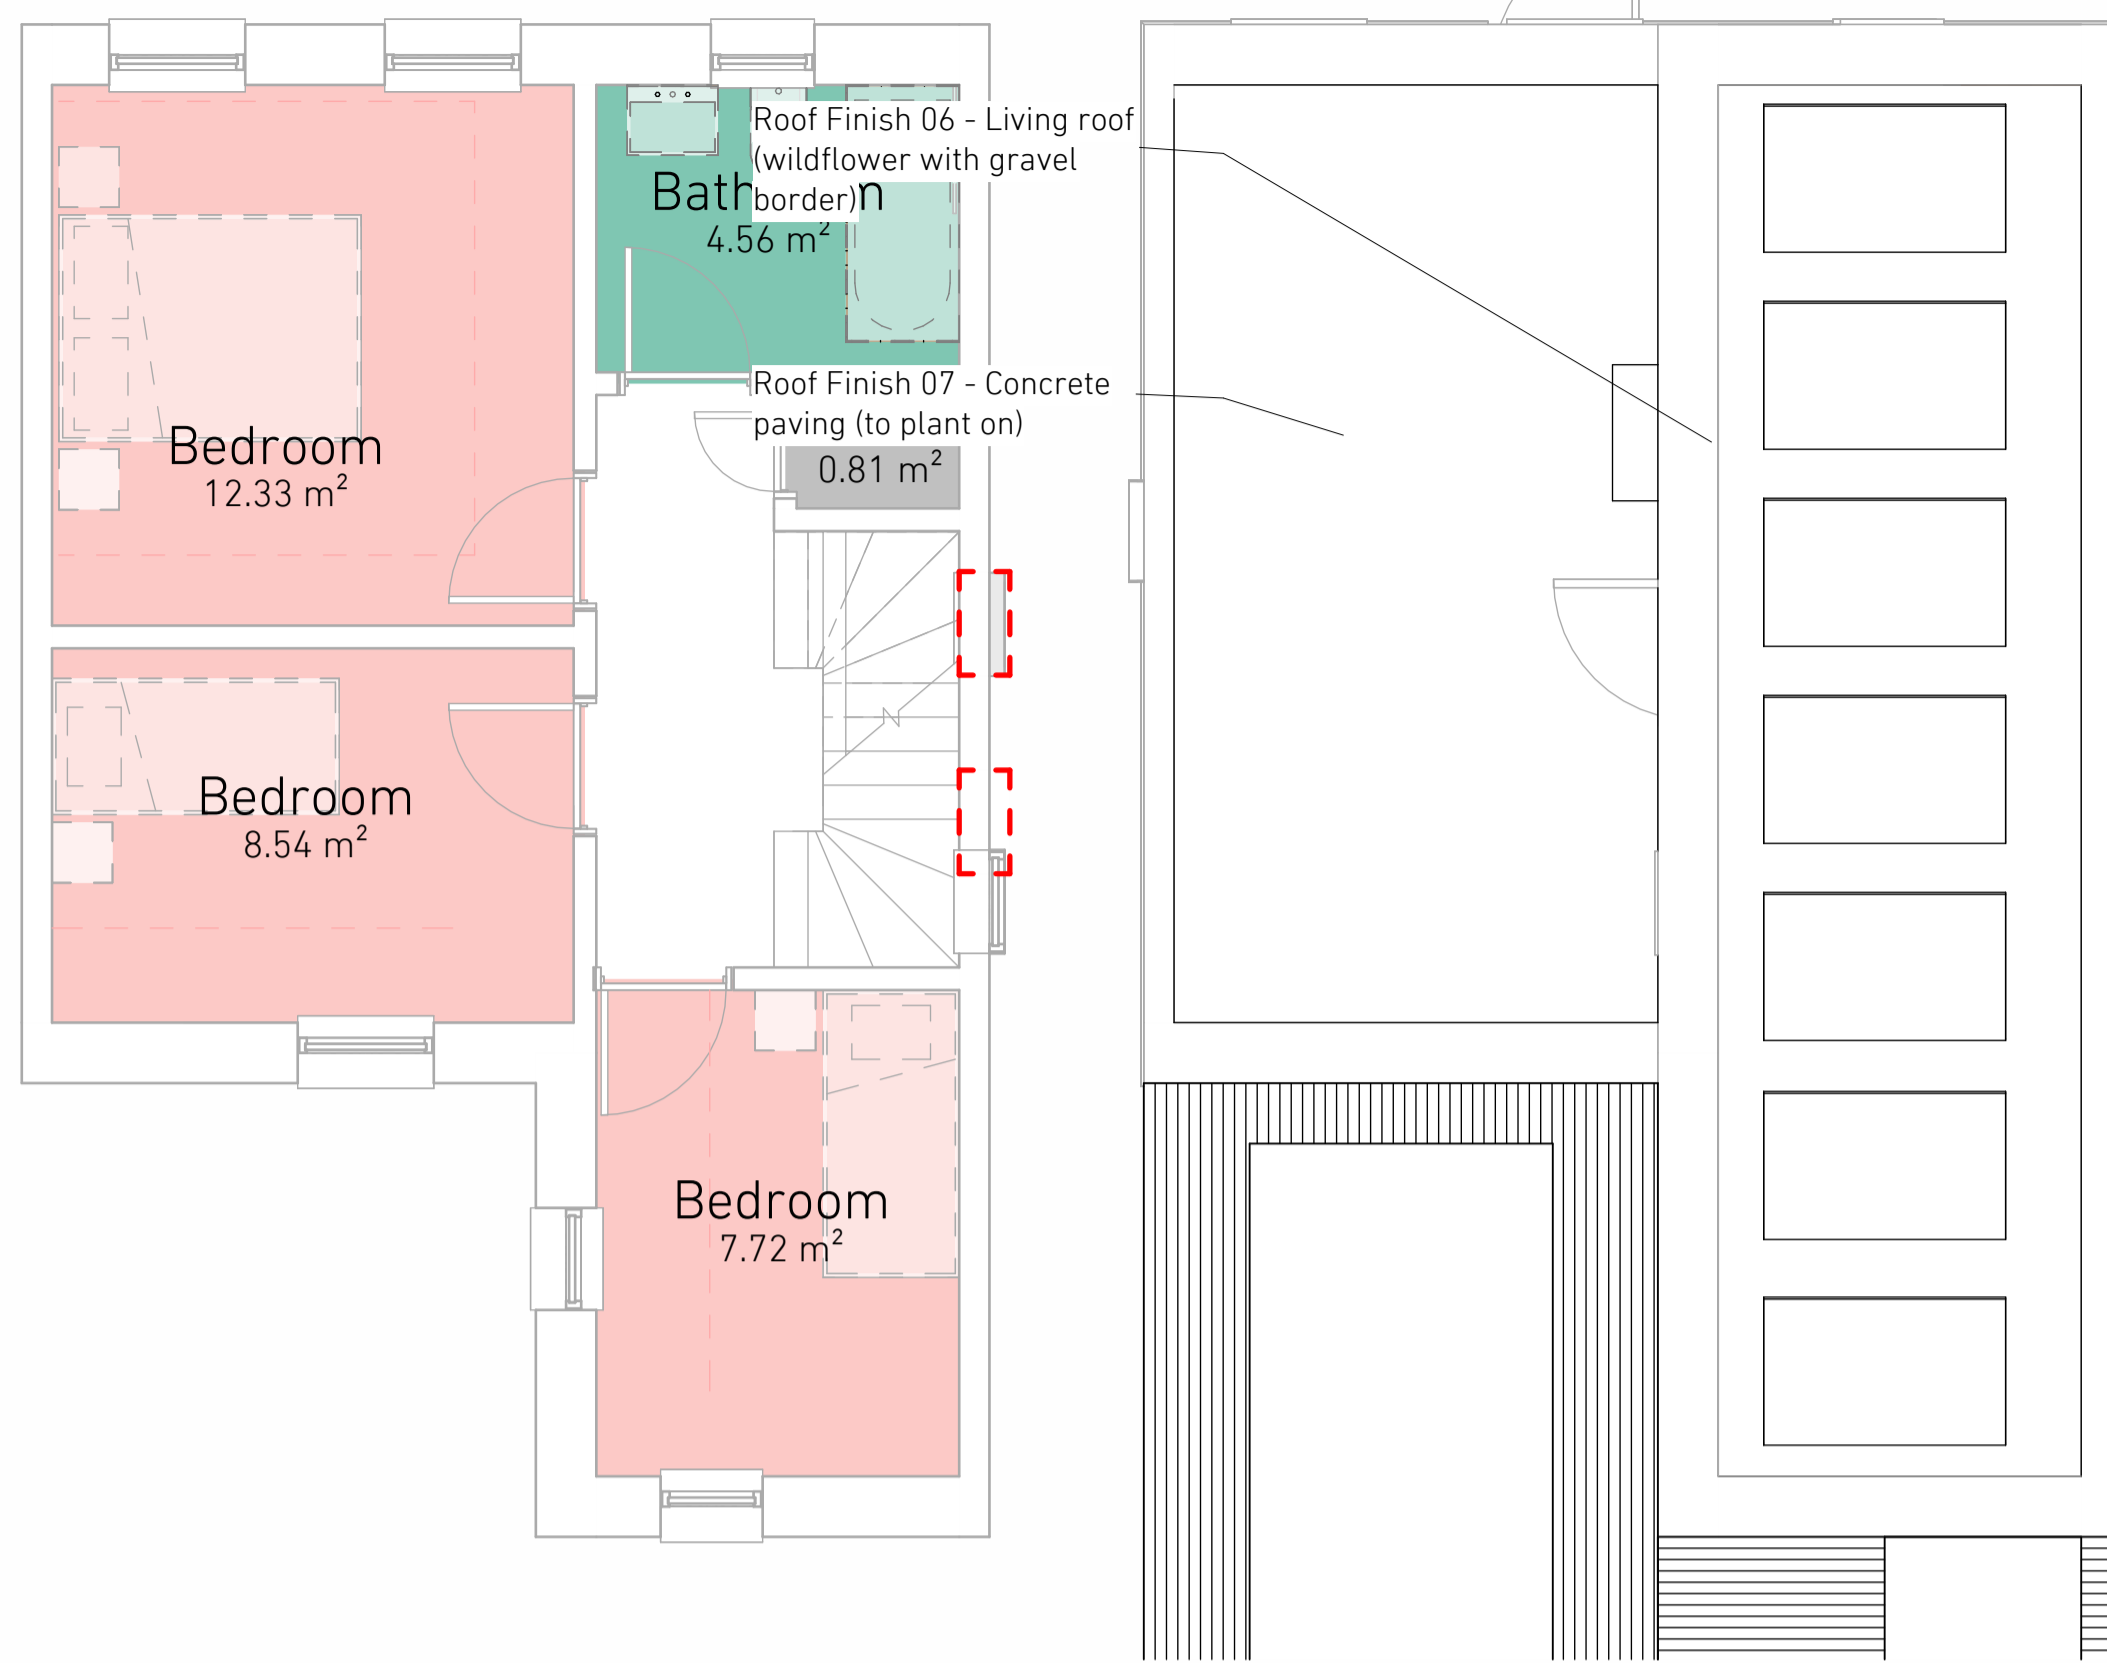 Roof Finish 06 - Living roof
(wildflower with gravel
border)
4.56 m²
Roof Finish 07 - Concrete
paving (to plant on)
0.81 m²
Bedroom
12.33 m²
Bedroom
8.54 m²
Bedroom
7.72 m²